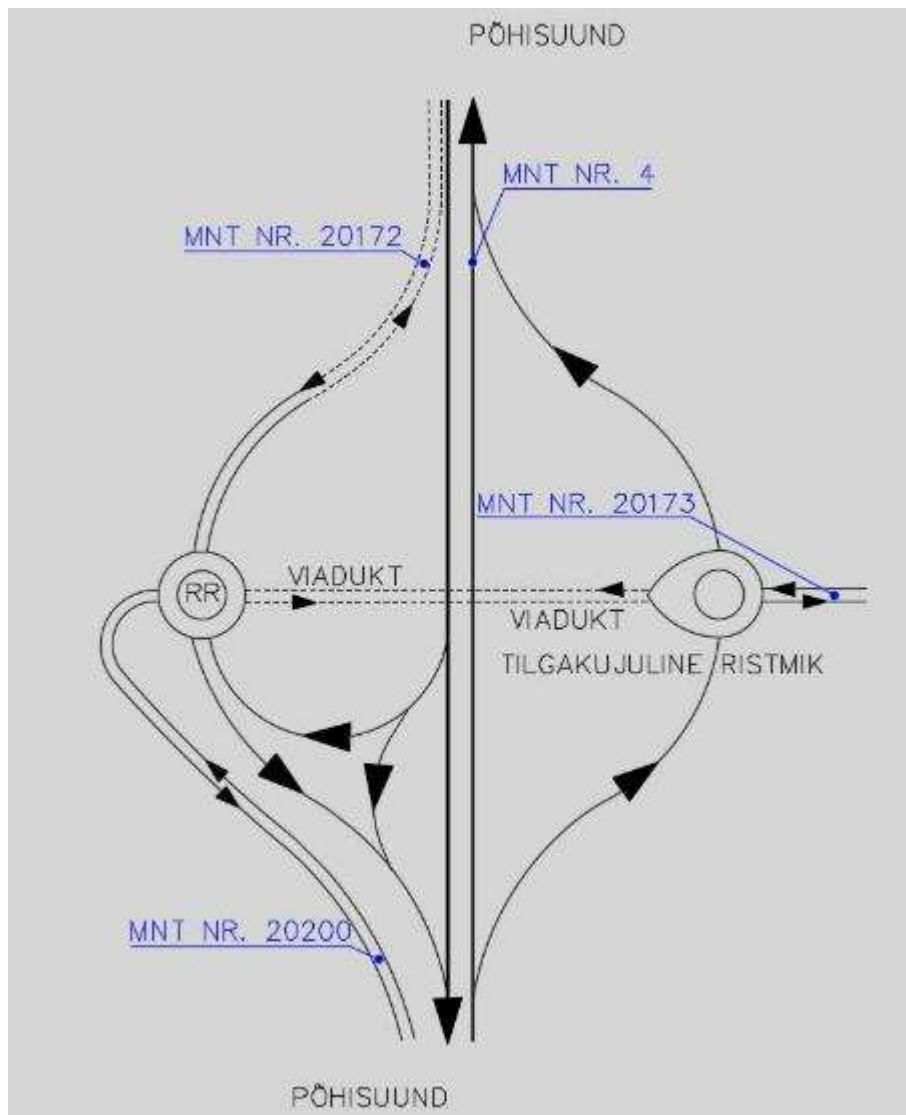 PÕHISUUND
MNT NR. 4
MNT NR. 20172
MNT NR. 20173
VIADUKT
RR
VIADUKT
TILGAKUJULINE RISTMIK
MNT NR. 20200
PÕHISUUND